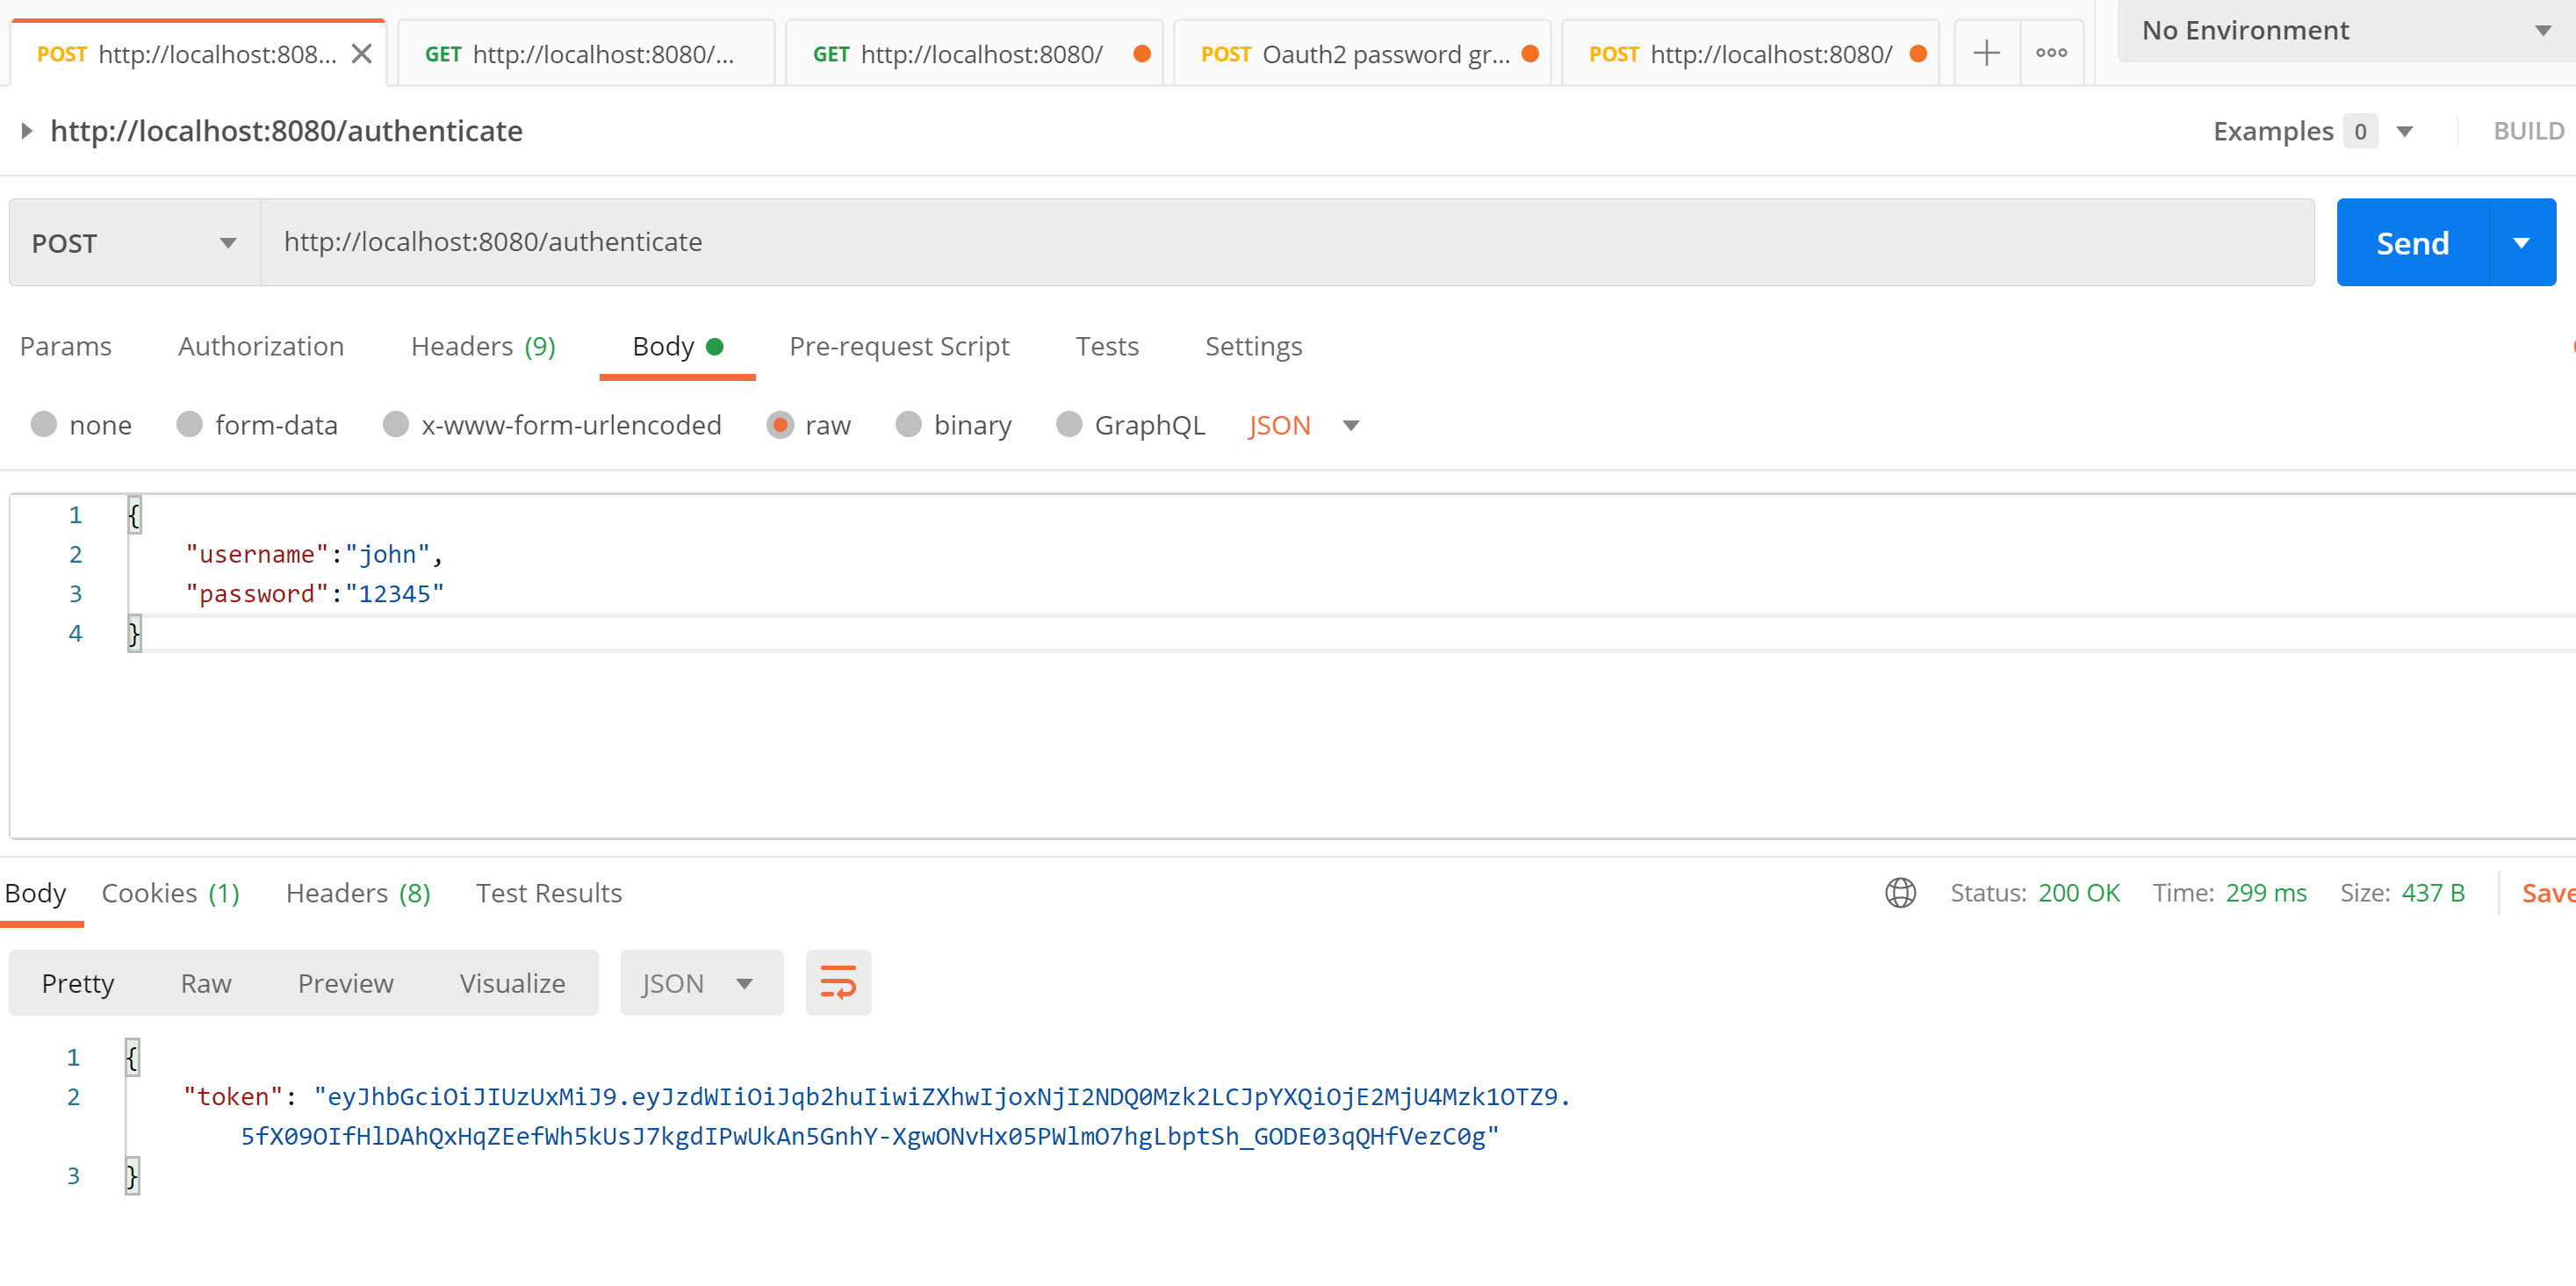 POST http://localhost:808... GET http://localhost:8080/... GET http://localhost:8080/ POST Oauth2 password gr... POST http://localhost:8080/ No Environment
http://localhost:8080/authenticate Examples 0 BUILD
POST http://localhost:8080/authenticate Send
Params Authorization Headers (9) Body Pre-request Script Tests Settings
none form-data x-www-form-urlencoded raw binary GraphQL JSON
1 {
2 "username":"john",
3 "password":"12345"
4 }
Body Cookies (1) Headers (8) Test Results Status: 200 OK Time: 299 ms Size: 437 B Save
Pretty Raw Preview Visualize JSON
1 {
2 "token": "eyJhbGciOiJIUzUxMiJ9.eyJzdWIiOiJqb2huIiwiZXhwIjoxNjI2NDQ0Mzk2LCJpYXQiOjE2MjU4Mzk1OTZ9.
5fX09OIfHlDAhQxHqZEefWh5kUsJ7kgdIPwUkAn5GnhY-XgwONvHx05PWlmO7hgLbptSh_GODE03qQHfVezC0g"
3 }